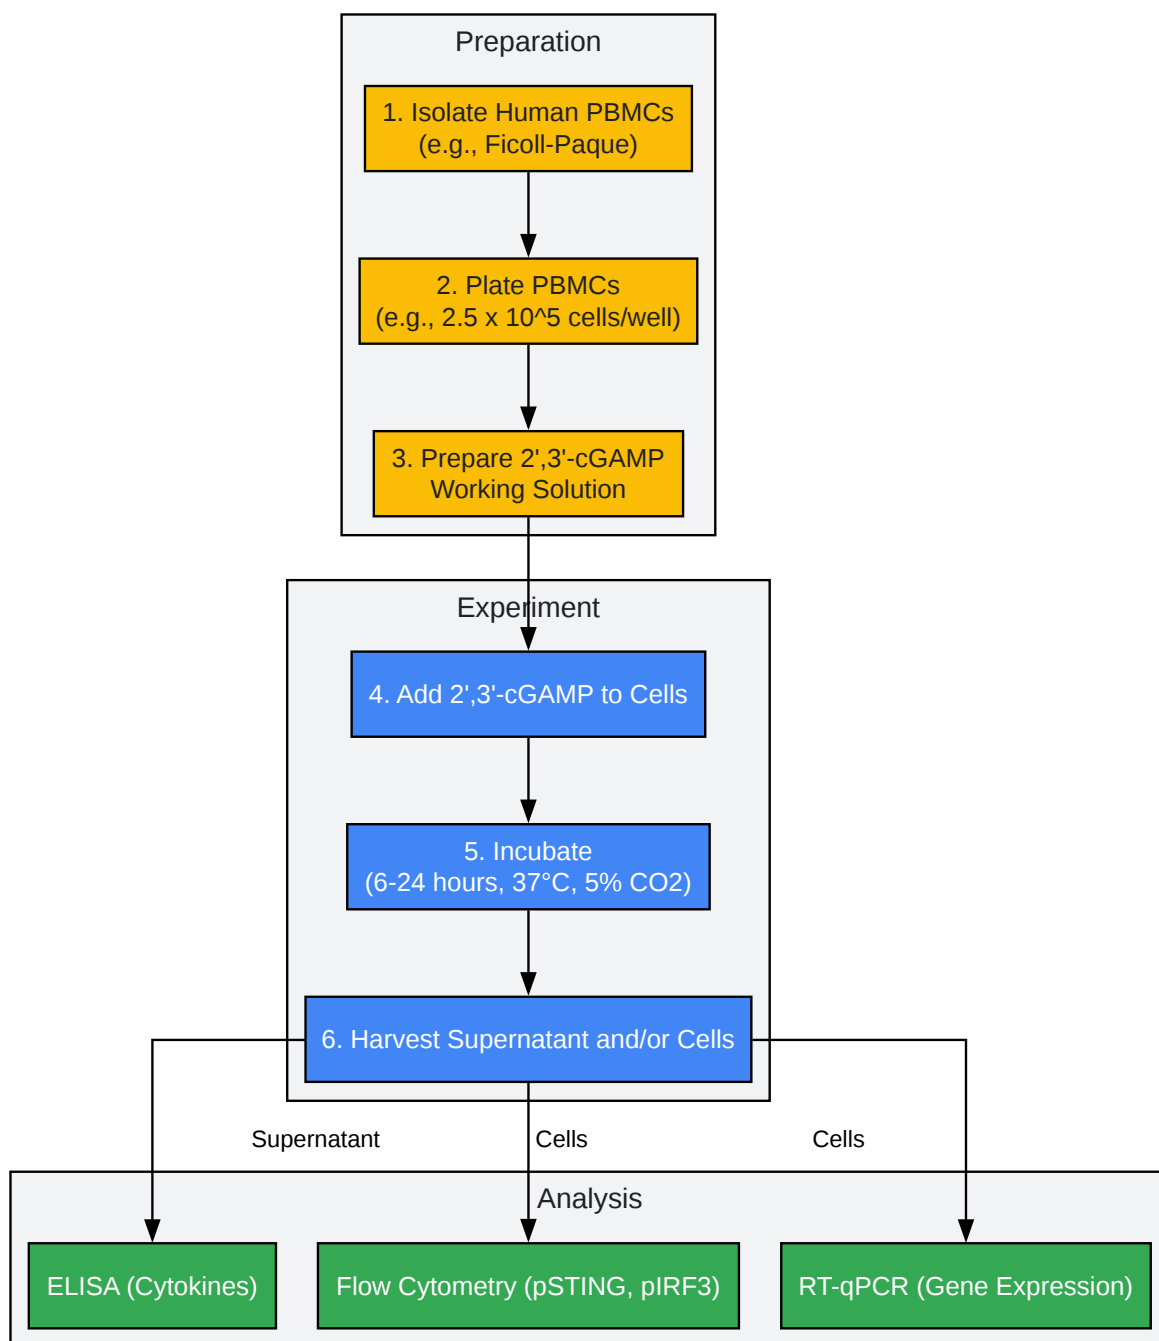 Preparation
1. Isolate Human PBMCs
(e.g., Ficoll-Paque)
2. Plate PBMCs
(e.g., 2.5 x 10^5 cells/well)
3. Prepare 2',3'-cGAMP
Working Solution
Experiment
4. Add 2',3'-cGAMP to Cells
5. Incubate
(6-24 hours, 37°C, 5% CO2)
6. Harvest Supernatant and/or Cells
Supernatant
Cells
Cells
Analysis
ELISA (Cytokines)
Flow Cytometry (pSTING, pIRF3)
RT-qPCR (Gene Expression)